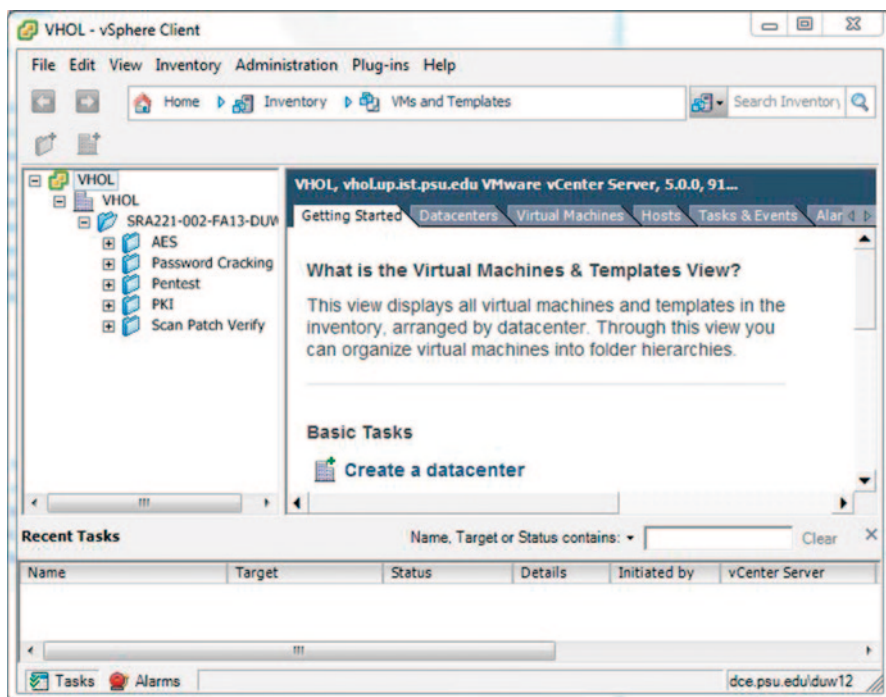 VHOL - vSphere Client
File Edit View Inventory Administration Plug-ins Help
Home Inventory VMs and Templates Search Inventory
VHOL
VHOL
SRA221-002-FA13-DUW
AES
Password Cracking
Pentest
PKI
Scan Patch Verify
VHOL, vhol.up.ist.psu.edu VMware vCenter Server, 5.0.0, 91...
Getting Started Datacenters Virtual Machines Hosts Tasks & Events Alar
What is the Virtual Machines & Templates View?
This view displays all virtual machines and templates in the
inventory, arranged by datacenter. Through this view you
can organize virtual machines into folder hierarchies.
Basic Tasks
Create a datacenter
Recent Tasks Name, Target or Status contains: Clear
Name Target Status Details Initiated by vCenter Server
Tasks Alarms dce.psu.edu\duw12